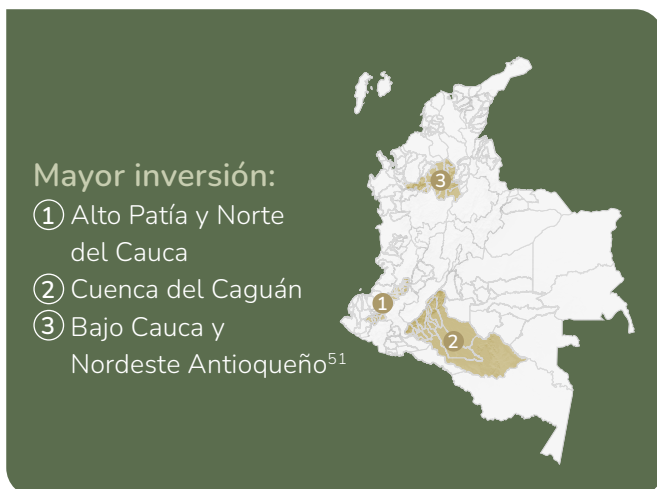 Mayor inversión:
1 Alto Patía y Norte
del Cauca
2 Cuenca del Caguán
3 Bajo Cauca y
Nordeste Antioqueño51
3
1
2